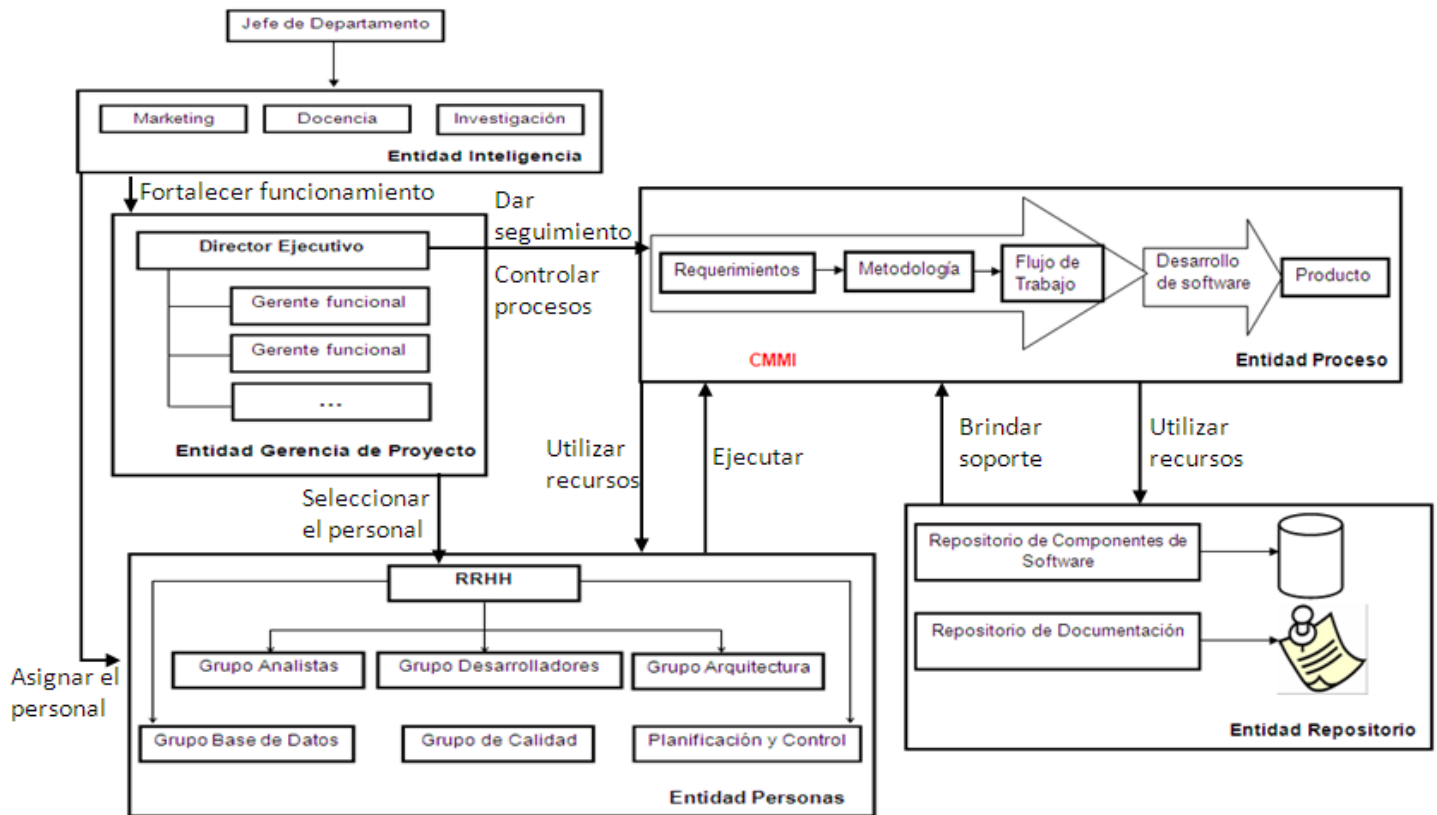 Jefe de Departamento
Marketing
Docencia
Investigación
Entidad Inteligencia
Fortalecer funcionamiento
Director Ejecutivo
Gerente funcional
Gerente funcional
...
Entidad Gerencia de Proyecto
Dar
seguimiento
Controlar
procesos
Requerimientos
Metodología
Flujo de
Trabajo
Desarrollo
de software
Producto
CMMI
Entidad Proceso
Seleccionar
el personal
Utilizar
recursos
Ejecutar
Brindar
soporte
Utilizar
recursos
Asignar el
personal
RRHH
Grupo Analistas
Grupo Desarrolladores
Grupo Arquitectura
Grupo Base de Datos
Grupo de Calidad
Planificación y Control
Entidad Personas
Repositorio de Componentes de
Software
Repositorio de Documentación
Entidad Repositorio